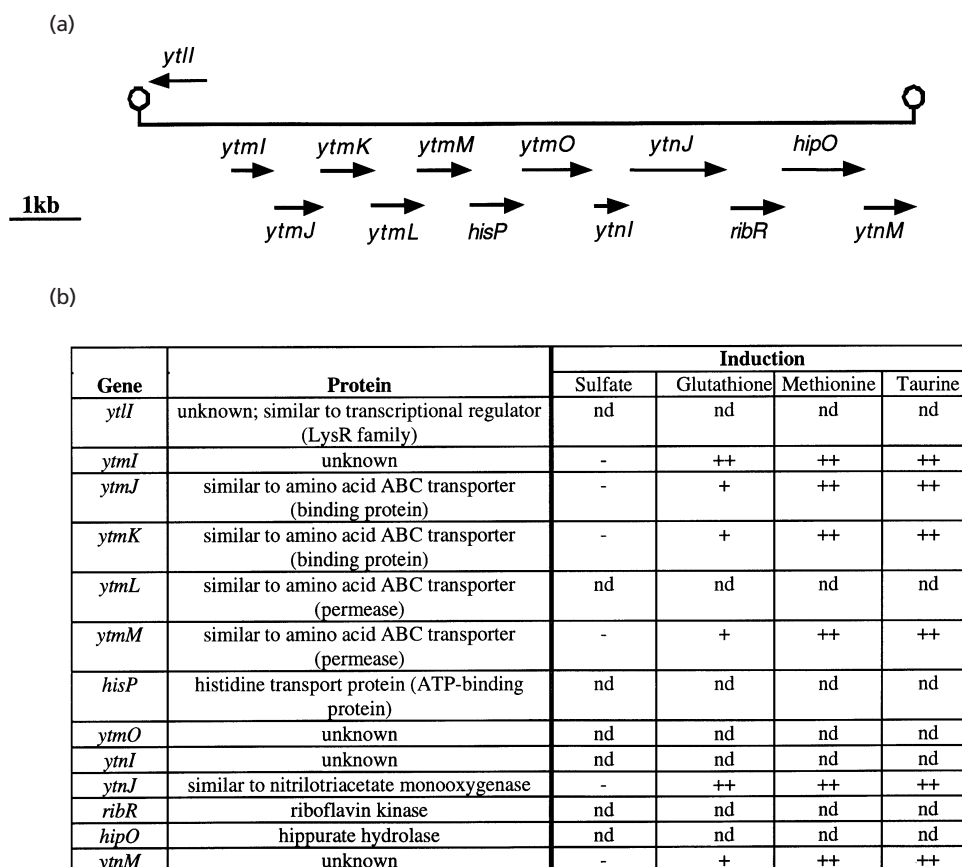 (a)
ytlI
ytmI ytmK ytmM ytmO ytnJ hipO
1kb
ytmJ ytmL hisP ytnI ribR ytnM
(b)
Induction
Gene Protein Sulfate Glutathione Methionine Taurine
ytlI unknown; similar to transcriptional regulator nd nd nd nd
(LysR family)
ytmI unknown - ++ ++ ++
ytmJ similar to amino acid ABC transporter - + ++ ++
(binding protein)
ytmK similar to amino acid ABC transporter - + ++ ++
(binding protein)
ytmL similar to amino acid ABC transporter nd nd nd nd
(permease)
ytmM similar to amino acid ABC transporter - + ++ ++
(permease)
hisP histidine transport protein (ATP-binding nd nd nd nd
protein)
ytmO unknown nd nd nd nd
ytnI unknown nd nd nd nd
ytnJ similar to nitrilotriacetate monooxygenase - ++ ++ ++
ribR riboflavin kinase nd nd nd nd
hipO hippurate hydrolase nd nd nd nd
ytnM unknown - + ++ ++